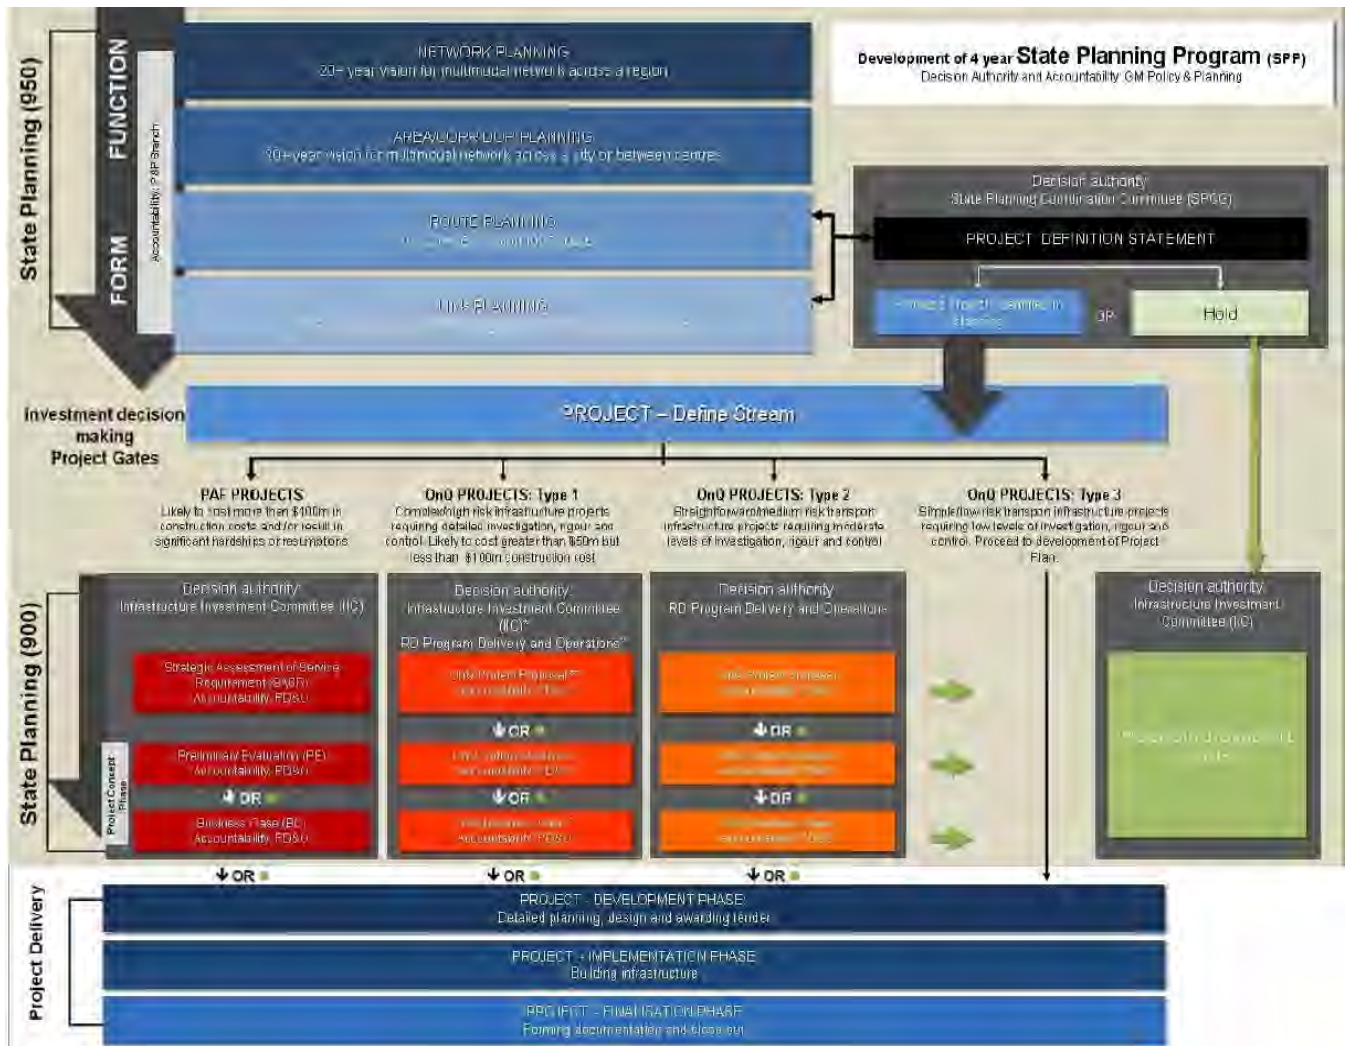 State Planning (950)
FUNCTION
FORM
Accountability: P&P Branch
NETWORK PLANNING
20+ year vision for multimodal network across a region
AREA/CORRIDOR PLANNING
20+ year vision for multimodal network across a city or between centres
ROUTE PLANNING
LINK PLANNING
Development of 4 year State Planning Program (SPP)
Decision Authority and Accountability: GM Policy & Planning
Decision authority
State Planning Coordination Committee (SPCC)
PROJECT DEFINITION STATEMENT
planning
OR
Hold
Investment decision
making
Project Gates
PROJECT – Define Stream
PAF PROJECTS
Likely to cost more than $100m in
construction costs and/or result in
significant hardships or resumptions
OnQ PROJECTS: Type 1
Complex/high risk infrastructure projects
requiring detailed investigation, rigour and
control. Likely to cost greater than $50m but
less than $100m construction cost
OnQ PROJECTS: Type 2
Straightforward/medium risk transport
infrastructure projects requiring moderate
levels of investigation, rigour and control
OnQ PROJECTS: Type 3
Simple/low risk transport infrastructure projects
requiring low levels of investigation, rigour and
control. Proceed to development of Project
Plan.
State Planning (900)
Project Concept
Phase
Decision authority
Infrastructure Investment Committee (IIC)
Strategic Assessment of Service
Requirement (SASR)
Accountability: PD&O
Preliminary Evaluation (PE)
Accountability: PD&O
OR
Business Case (BC)
Accountability: PD&O
Decision authority
Infrastructure Investment Committee
(IIC)*
RD Program Delivery and Operations**
OR
OR
Accountability: PD&O
Decision authority
RD Program Delivery and Operations
OR
OR
Decision authority
Infrastructure Investment
Committee (IIC)
OR
OR
OR
Project Delivery
PROJECT - DEVELOPMENT PHASE
Detailed planning, design and awarding tender
PROJECT - IMPLEMENTATION PHASE
Building infrastructure
PROJECT - FINALISATION PHASE
Forming documentation and close out